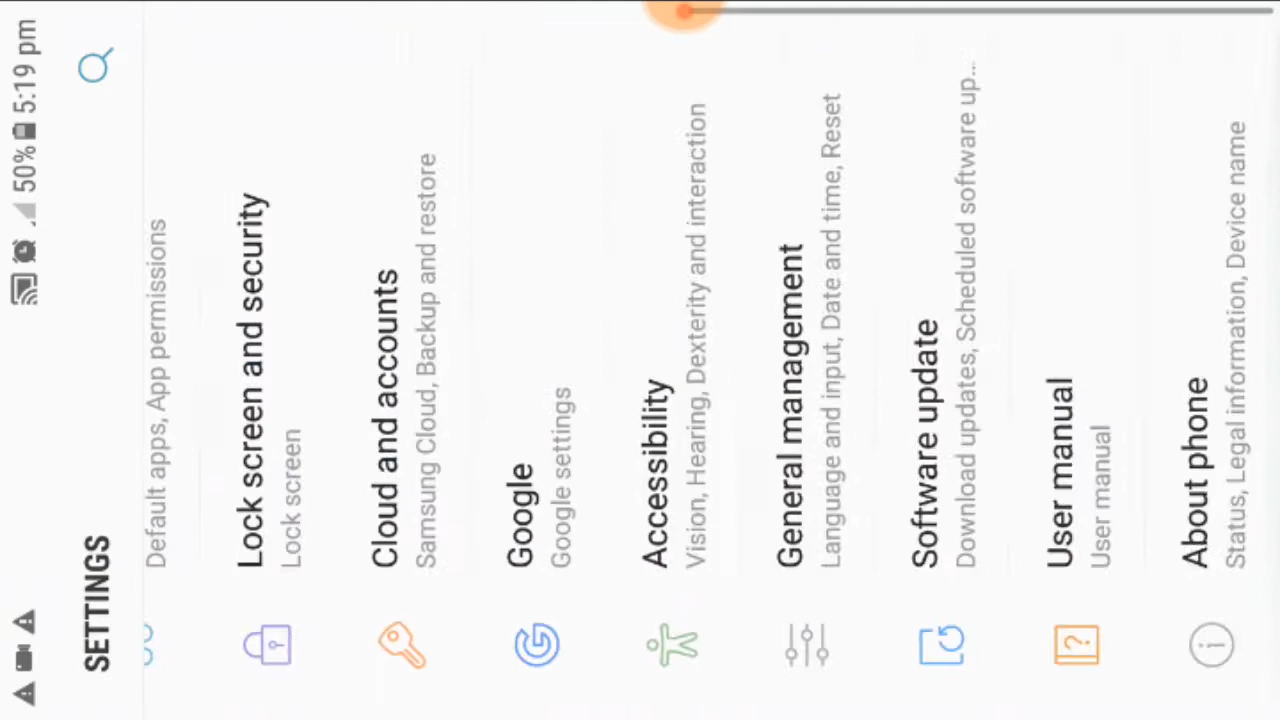 50% 5:19 pm
SETTINGS
Default apps, App permissions
Lock screen and security
Lock screen
Cloud and accounts
Samsung Cloud, Backup and restore
Google
Google settings
Accessibility
Vision, Hearing, Dexterity and interaction
General management
Language and input, Date and time, Reset
Software update
Download updates, Scheduled software up...
User manual
User manual
About phone
Status, Legal information, Device name